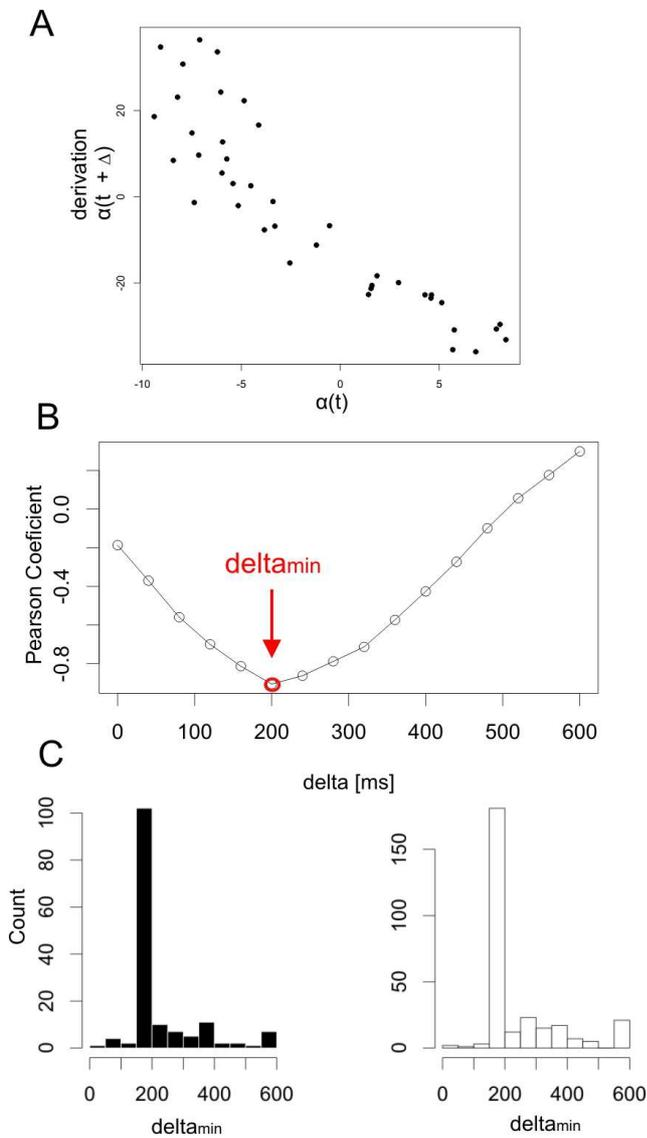 A
derivation
α(t + Δ)
20
0
-20
-10
-5
0
5
α(t)
B
Pearson Coeficient
0.0
-0.4
-0.8
deltamin
0
100
200
300
400
500
600
delta [ms]
C
Count
100
80
60
40
20
0
0
200
400
600
deltamin
150
100
50
0
0
200
400
600
deltamin